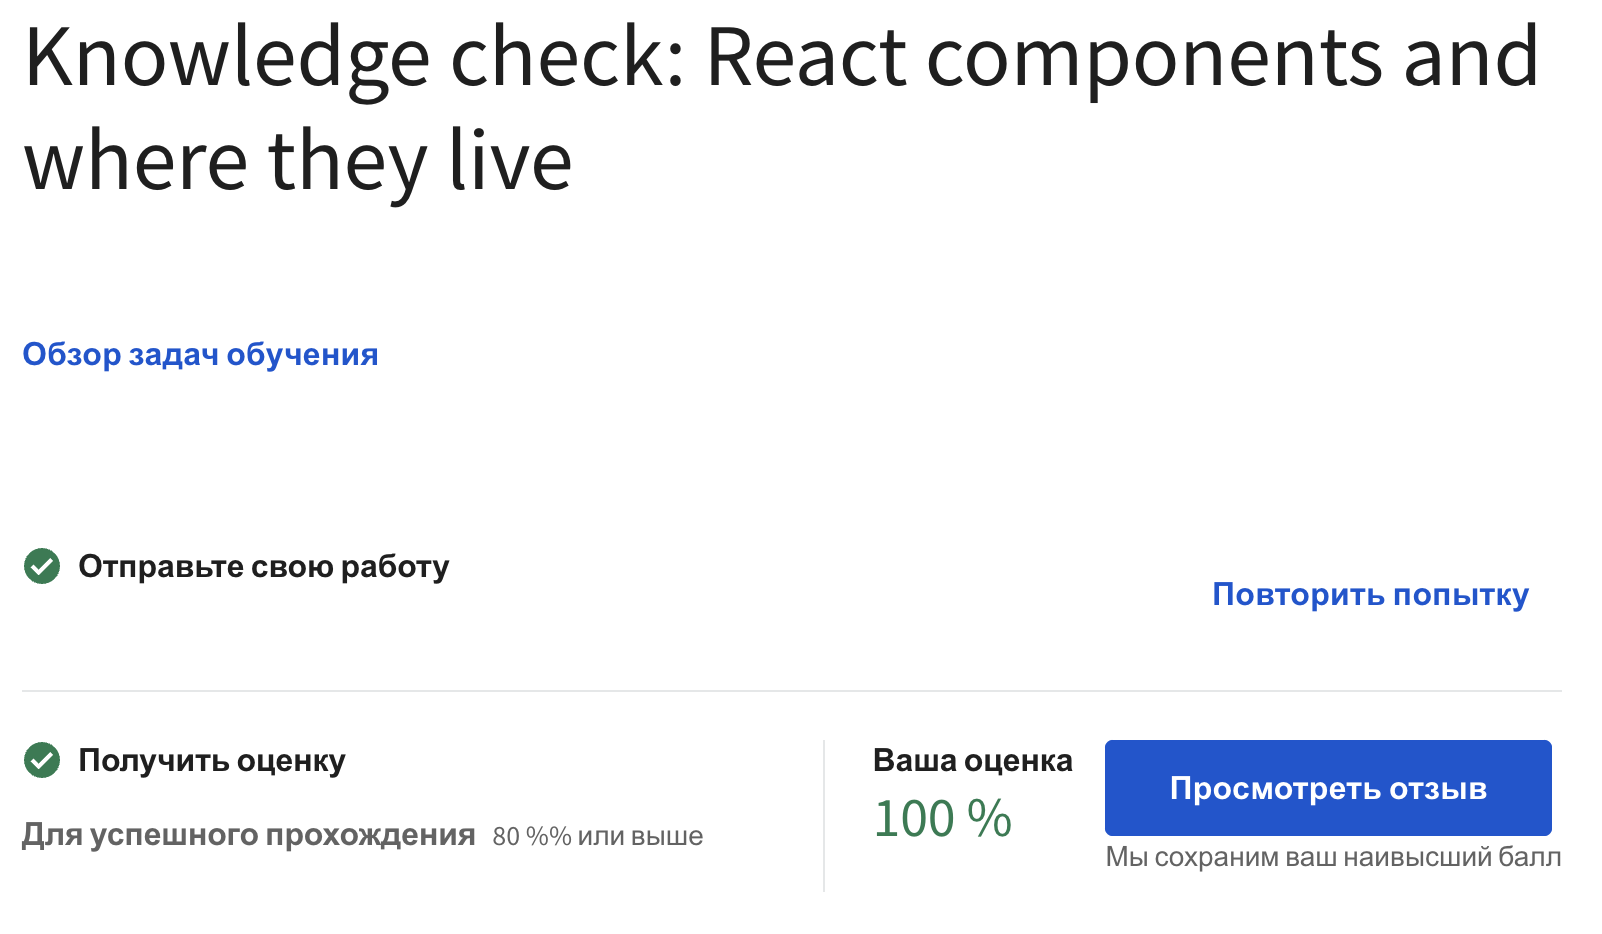 Knowledge check: React components and
where they live
Обзор задач обучения
Отправьте свою работу
Повторить попытку
Получить оценку
Для успешного прохождения 80 %% или выше
Ваша оценка
100 %
Просмотреть отзыв
Мы сохраним ваш наивысший балл